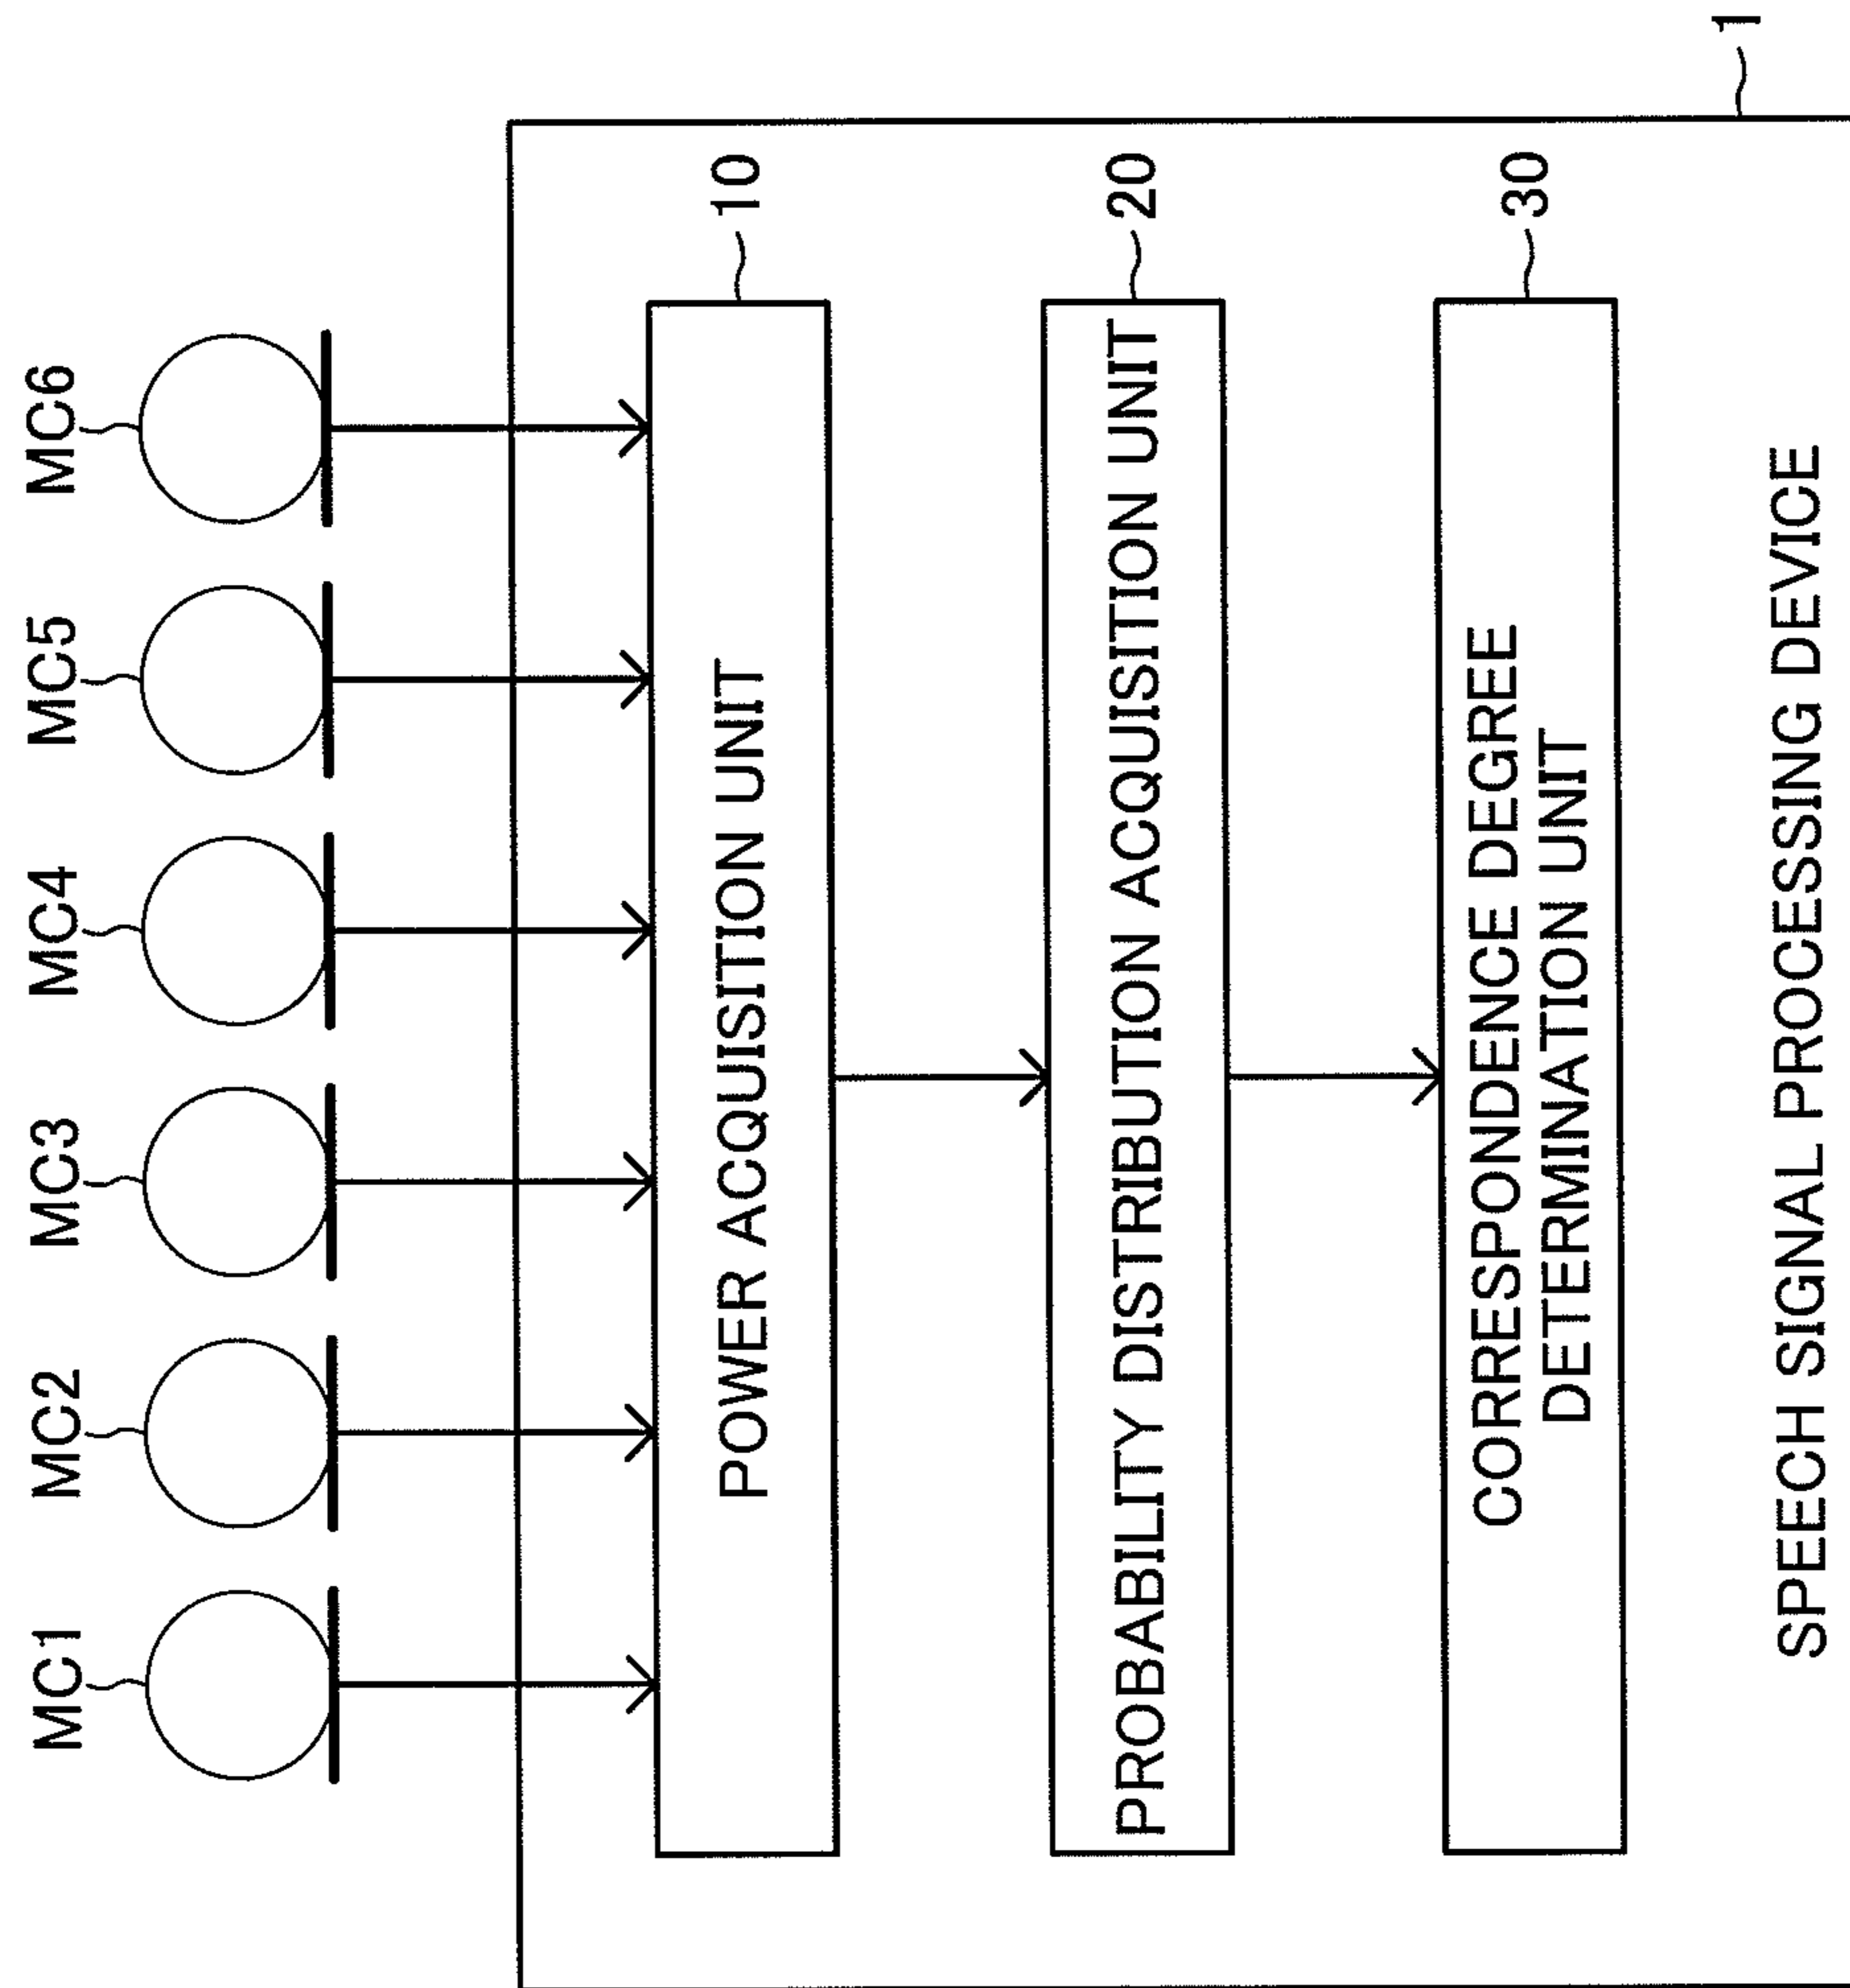 MC1 MC2 MC3 MC4 MC5 MC6
POWER ACQUISITION UNIT
10
PROBABILITY DISTRIBUTION ACQUISITION UNIT
20
CORRESPONDENCE DEGREE
DETERMINATION UNIT
30
SPEECH SIGNAL PROCESSING DEVICE
1